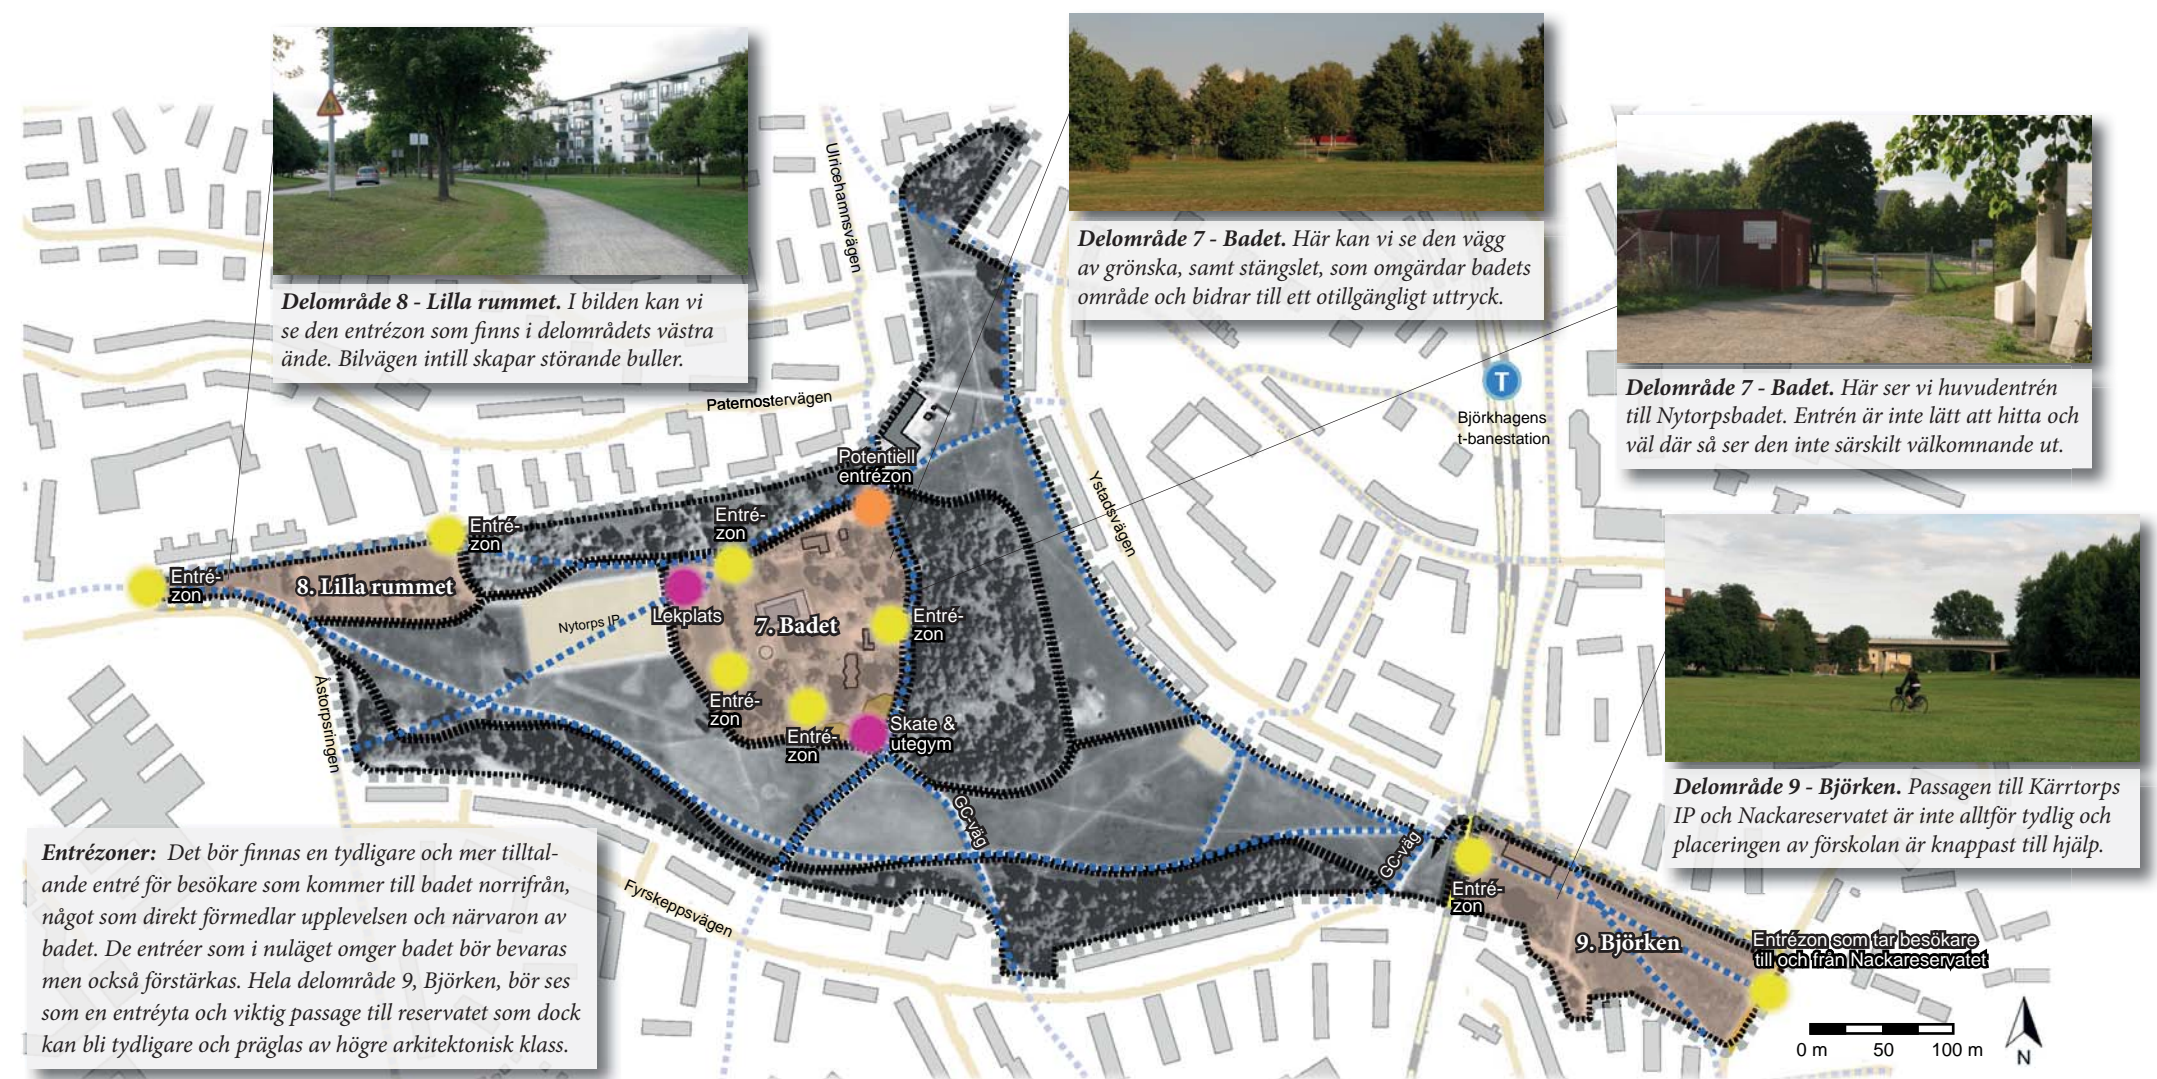 Delområde 8 - Lilla rummet. I bilden kan vi
se den entrézon som finns i delområdets västra
ände. Bilvägen intill skapar störande buller.
Delområde 7 - Badet. Här kan vi se den vägg
av grönska, samt stängslet, som omgärdar badets
område och bidrar till ett otillgängligt uttryck.
Delområde 7 - Badet. Här ser vi huvudentrén
till Nytorpsbadet. Entrén är inte lätt att hitta och
väl där så ser den inte särskilt välkomnande ut.
Ulricehamnsvägen
Paternostervägen
T
Björkhagens
t-banestation
Ystadsvägen
Potentiell
entrézon
Entré-
zon
Entré-
zon
Entré-
zon
8. Lilla rummet
Nytorps IP
Lekplats
7. Badet
Entré-
zon
Entré-
zon
Entré-
zon
Skate &
utegym
Åstorpsringen
GC-väg
GC-väg
Fyrskeppsvägen
Entré-
zon
9. Björken
Entrézon som tar besökare
till och från Nackareservatet
Delområde 9 - Björken. Passagen till Kärrtorps
IP och Nackareservatet är inte alltför tydlig och
placeringen av förskolan är knappast till hjälp.
Entrézoner: Det bör finnas en tydligare och mer tilltal-
ande entré för besökare som kommer till badet norrifrån,
något som direkt förmedlar upplevelsen och närvaron av
badet. De entréer som i nuläget omger badet bör bevaras
men också förstärkas. Hela delområde 9, Björken, bör ses
som en entréyta och viktig passage till reservatet som dock
kan bli tydligare och präglas av högre arkitektonisk klass.
0 m 50 100 m
N